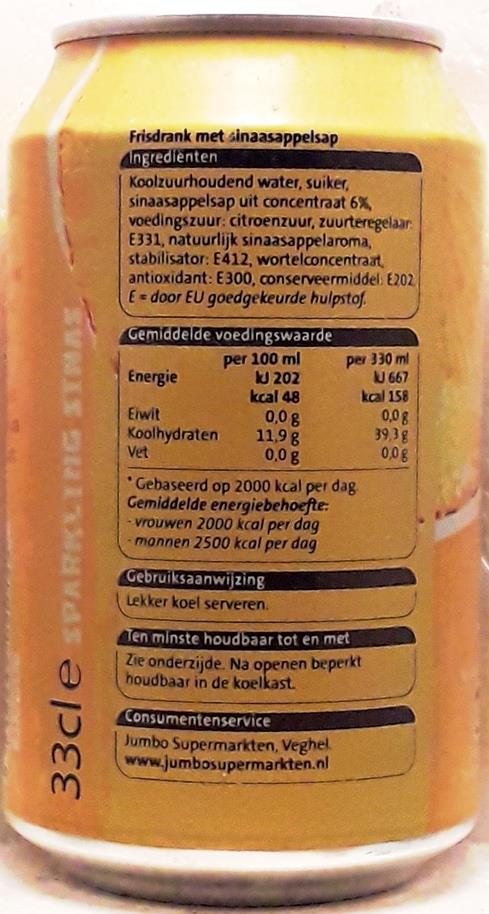 Frisdrank met sinaasappelsap
Ingrediënten
Koolzuurhoudend water, suiker,
sinaasappelsap uit concentraat 6%,
voedingszuur: citroenzuur, zuurteregelaar:
E331, natuurlijk sinaasappelaroma,
stabilisator: E412, wortelconcentraat,
antioxidant: E300, conserveermiddel: E202.
E = door EU goedgekeurde hulpstof.
Gemiddelde voedingswaarde
per 100 ml per 330 ml
Energie kJ 202 kJ 667
kcal 48 kcal 158
Eiwit 0,0 g 0,0 g
Koolhydraten 11,9 g 39,3 g
Vet 0,0 g 0,0 g
* Gebaseerd op 2000 kcal per dag.
Gemiddelde energiebehoefte:
- vrouwen 2000 kcal per dag
- mannen 2500 kcal per dag
Gebruiksaanwijzing
Lekker koel serveren.
Ten minste houdbaar tot en met
Zie onderzijde. Na openen beperkt
houdbaar in de koelkast.
Consumentenservice
Jumbo Supermarkten, Veghel.
www.jumbosupermarkten.nl
33cl e SPARKLING SINAS